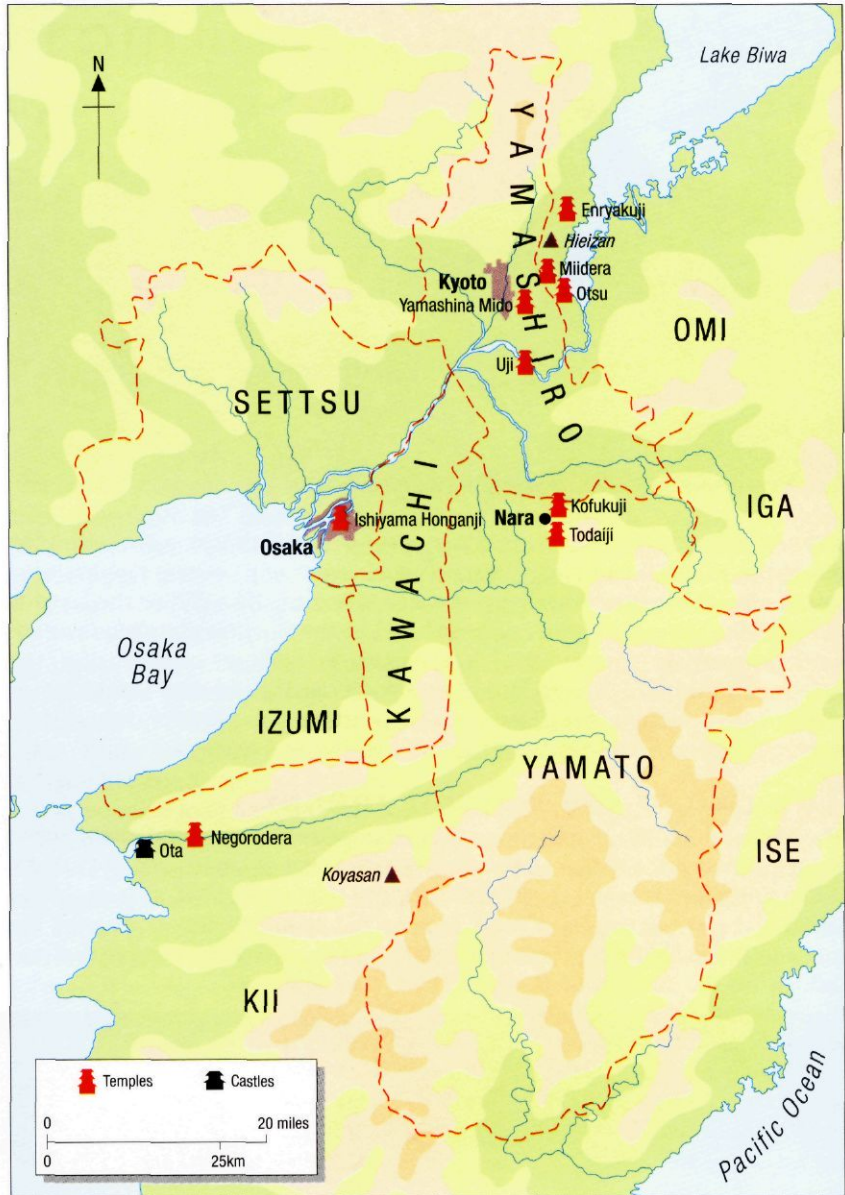 N
Lake Biwa
YAMASHIRO
Enryakuji
Hieizan
Miidera
Kyoto
Otsu
Yamashina Mido
OMI
Uji
SETTSU
KAWACHI
Kofukuji
IGA
Ishiyama Honganji
Nara
Todaiji
Osaka
Osaka
Bay
IZUMI
YAMATO
Negorodera
Ota
ISE
Koyasan
KII
Temples
Castles
0
20 miles
0
25km
Pacific Ocean